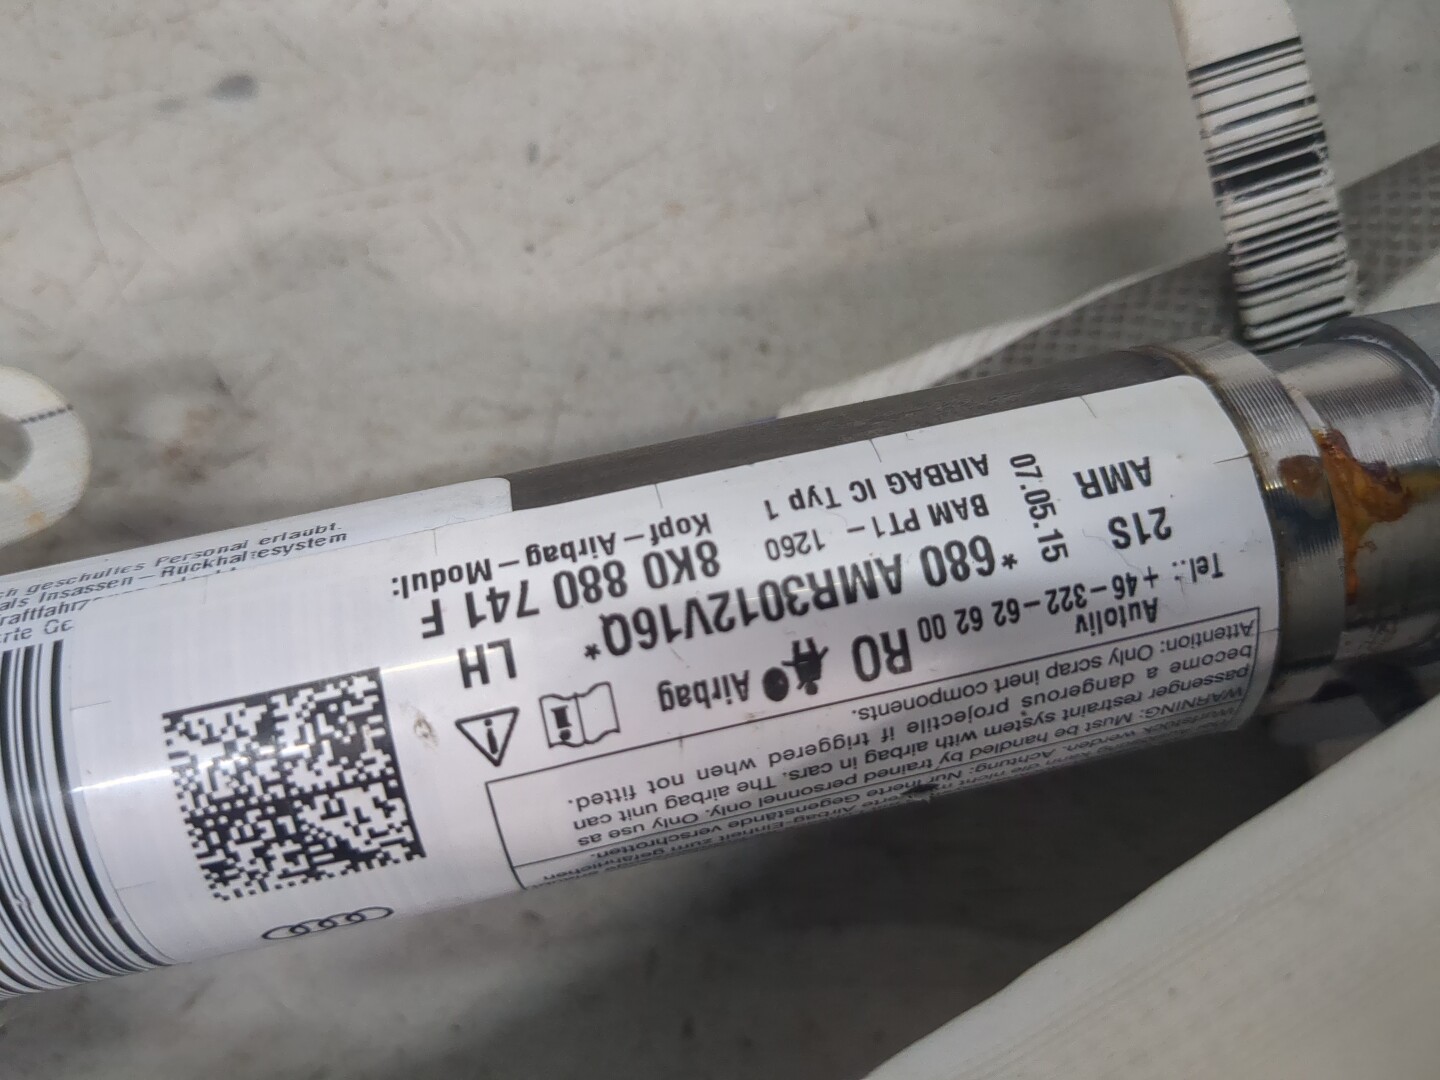 AMR
21S
07.05.15
AIRBAG IC Typ 1
BAM PT1-1260
Kopf-Airbag-Modul:
8K0 880 741 F
*680 AMR3012V16Q*
LH
Tel.: +46-322-62 62 00
Autoliv
RO
Airbag
Attention: Only scrap inert components.
become a dangerous projectile if triggered when not fitted.
passenger restraint system with airbag in cars. The airbag unit can
WARNING: Must be handled by trained personnel only. Only use as
geschultes Personal erlaubt.
als Insassen-Rückhaltesystem